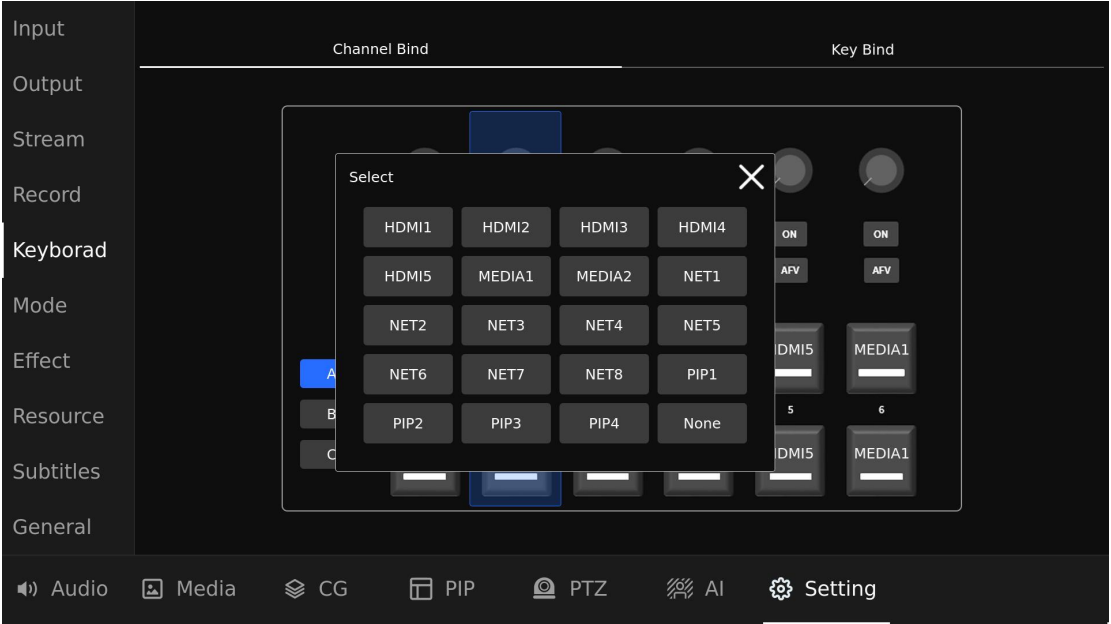 Input
Output
Stream
Record
Keyborad
Mode
Effect
Resource
Subtitles
General
Channel Bind
Key Bind
Select
HDMI1 HDMI2 HDMI3 HDMI4
HDMI5 MEDIA1 MEDIA2 NET1
NET2 NET3 NET4 NET5
NET6 NET7 NET8 PIP1
PIP2 PIP3 PIP4 None
ON ON
AFV AFV
A
B
C
DMI5 MEDIA1
5 6
DMI5 MEDIA1
Audio Media CG PIP PTZ AI Setting